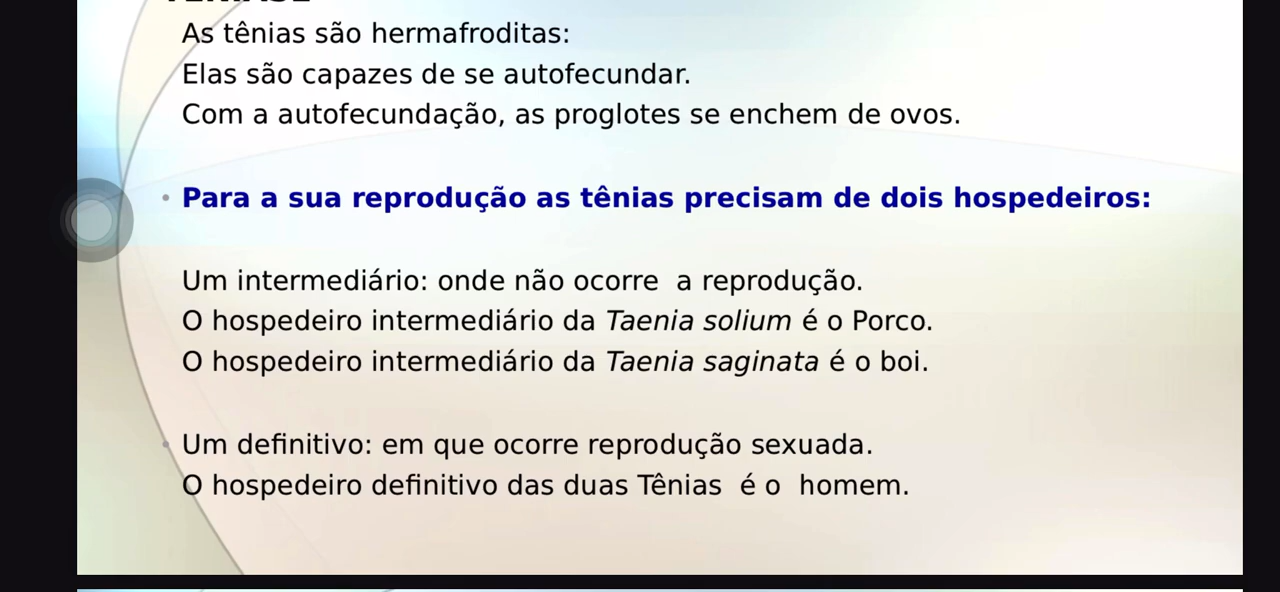 TENÍASE
As tênias são hermafroditas:
Elas são capazes de se autofecundar.
Com a autofecundação, as proglotes se enchem de ovos.
• Para a sua reprodução as tênias precisam de dois hospedeiros:
Um intermediário: onde não ocorre a reprodução.
O hospedeiro intermediário da Taenia solium é o Porco.
O hospedeiro intermediário da Taenia saginata é o boi.
• Um definitivo: em que ocorre reprodução sexuada.
O hospedeiro definitivo das duas Tênias é o homem.